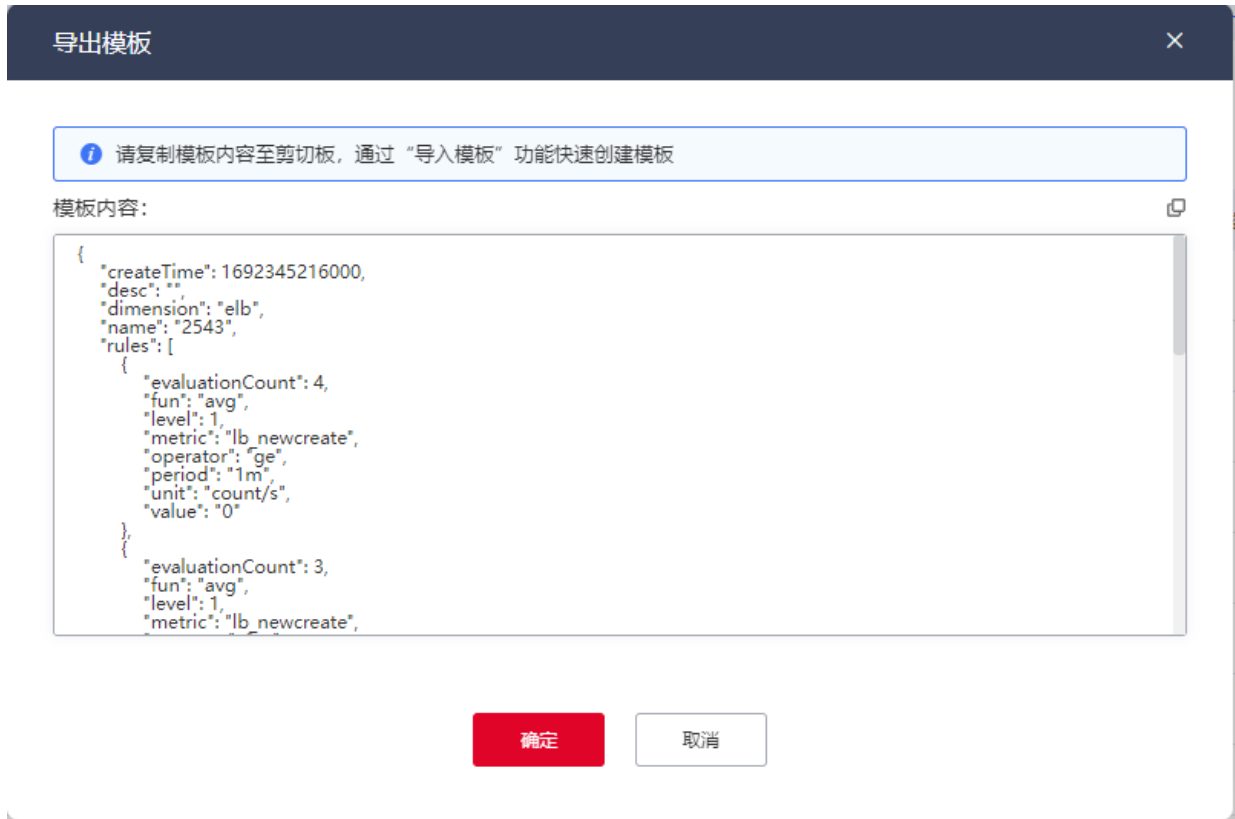 导出模板
请复制模板内容至剪切板，通过“导入模板”功能快速创建模板
模板内容：
{
"createTime": 1692345216000,
"desc": "",
"dimension": "elb",
"name": "2543",
"rules": [
{
"evaluationCount": 4,
"fun": "avg",
"level": 1,
"metric": "lb_newcreate",
"operator": "ge",
"period": "1m",
"unit": "count/s",
"value": "0"
},
{
"evaluationCount": 3,
"fun": "avg",
"level": 1,
"metric": "lb_newcreate",
确定
取消